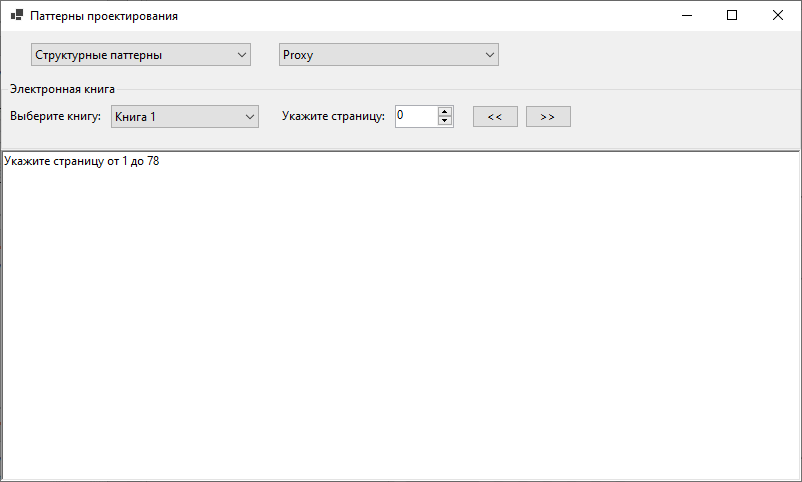 Паттерны проектирования
Структурные паттерны Proxy
Электронная книга
Выберите книгу: Книга 1 Укажите страницу: 0 << >>
Укажите страницу от 1 до 78